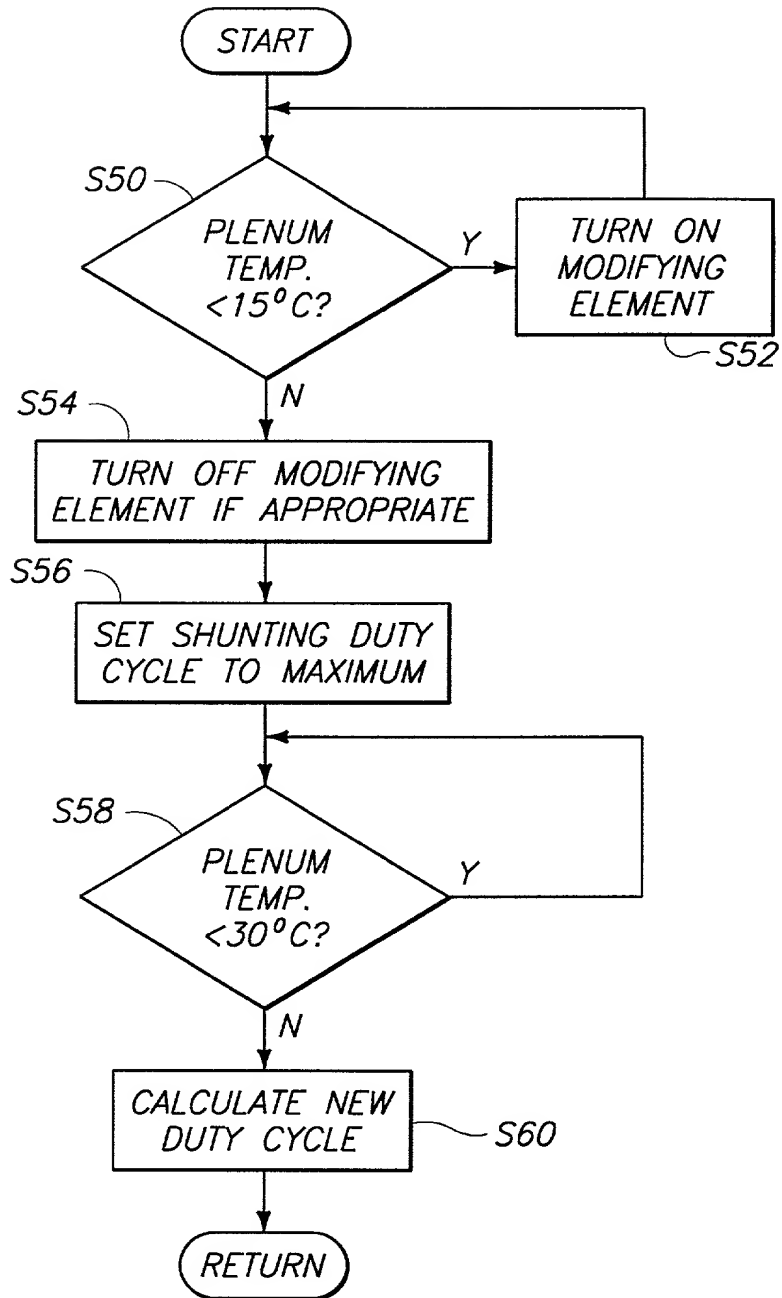 START
S50
PLENUM
TEMP.
<15°C?
Y
TURN ON
MODIFYING
ELEMENT
S52
N
S54
TURN OFF MODIFYING
ELEMENT IF APPROPRIATE
S56
SET SHUNTING DUTY
CYCLE TO MAXIMUM
S58
PLENUM
TEMP.
<30°C?
Y
N
CALCULATE NEW
DUTY CYCLE
S60
RETURN